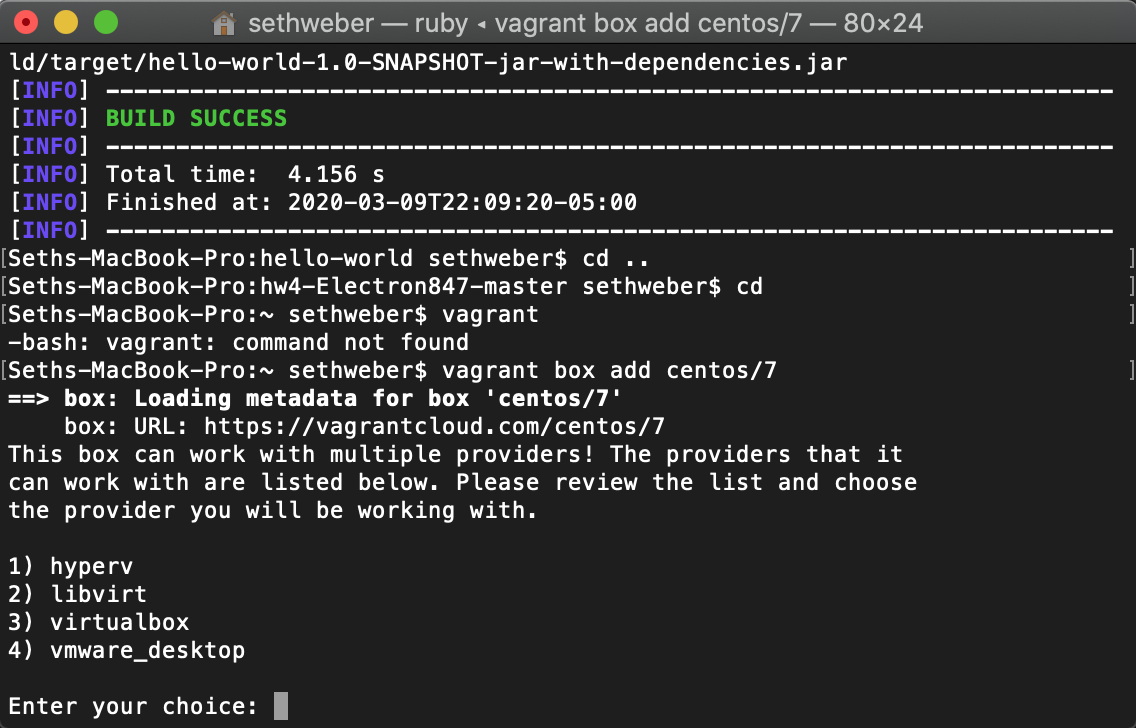 sethweber — ruby ◂ vagrant box add centos/7 — 80×24
ld/target/hello-world-1.0-SNAPSHOT-jar-with-dependencies.jar
[INFO] ------------------------------------------------------------------------
[INFO] BUILD SUCCESS
[INFO] ------------------------------------------------------------------------
[INFO] Total time:  4.156 s
[INFO] Finished at: 2020-03-09T22:09:20-05:00
[INFO] ------------------------------------------------------------------------
[Seths-MacBook-Pro:hello-world sethweber$ cd .. ]
[Seths-MacBook-Pro:hw4-Electron847-master sethweber$ cd ]
[Seths-MacBook-Pro:~ sethweber$ vagrant ]
-bash: vagrant: command not found
[Seths-MacBook-Pro:~ sethweber$ vagrant box add centos/7 ]
==> box: Loading metadata for box 'centos/7'
    box: URL: https://vagrantcloud.com/centos/7
This box can work with multiple providers! The providers that it
can work with are listed below. Please review the list and choose
the provider you will be working with.

1) hyperv
2) libvirt
3) virtualbox
4) vmware_desktop

Enter your choice: